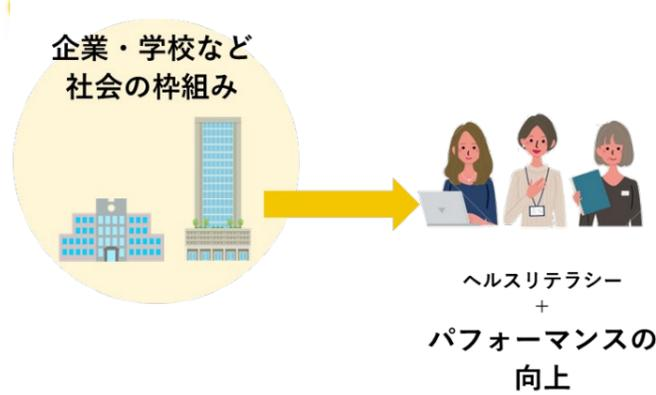 企業・学校など
社会の枠組み
ヘルスリテラシー
+
パフォーマンスの
向上